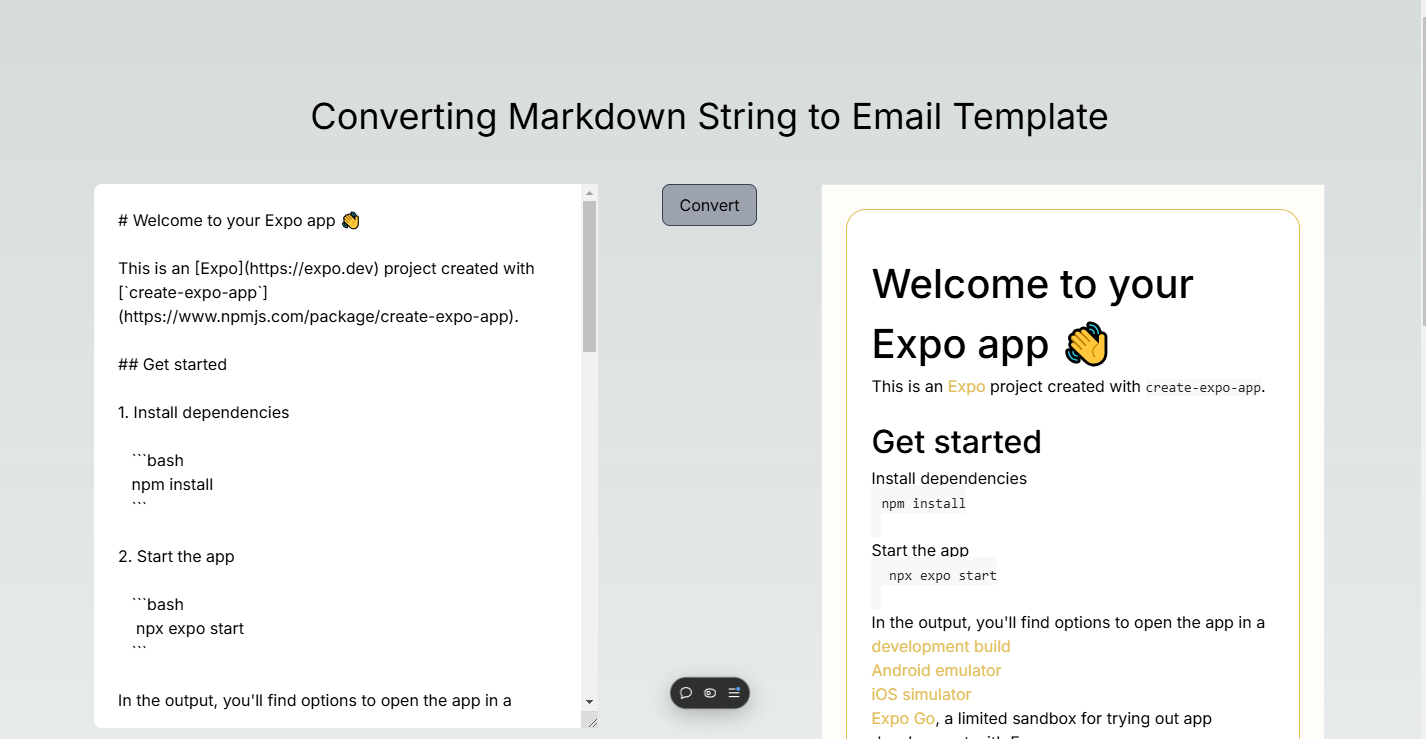 Converting Markdown String to Email Template
# Welcome to your Expo app 👋
This is an [Expo](https://expo.dev) project created with
[`create-expo-app`]
(https://www.npmjs.com/package/create-expo-app).
## Get started
1. Install dependencies
```bash
npm install
```
2. Start the app
```bash
npx expo start
```
In the output, you'll find options to open the app in a
Convert
Welcome to your
Expo app 👋
This is an Expo project created with create-expo-app.
Get started
Install dependencies
npm install
Start the app
npx expo start
In the output, you'll find options to open the app in a
development build
Android emulator
iOS simulator
Expo Go, a limited sandbox for trying out app